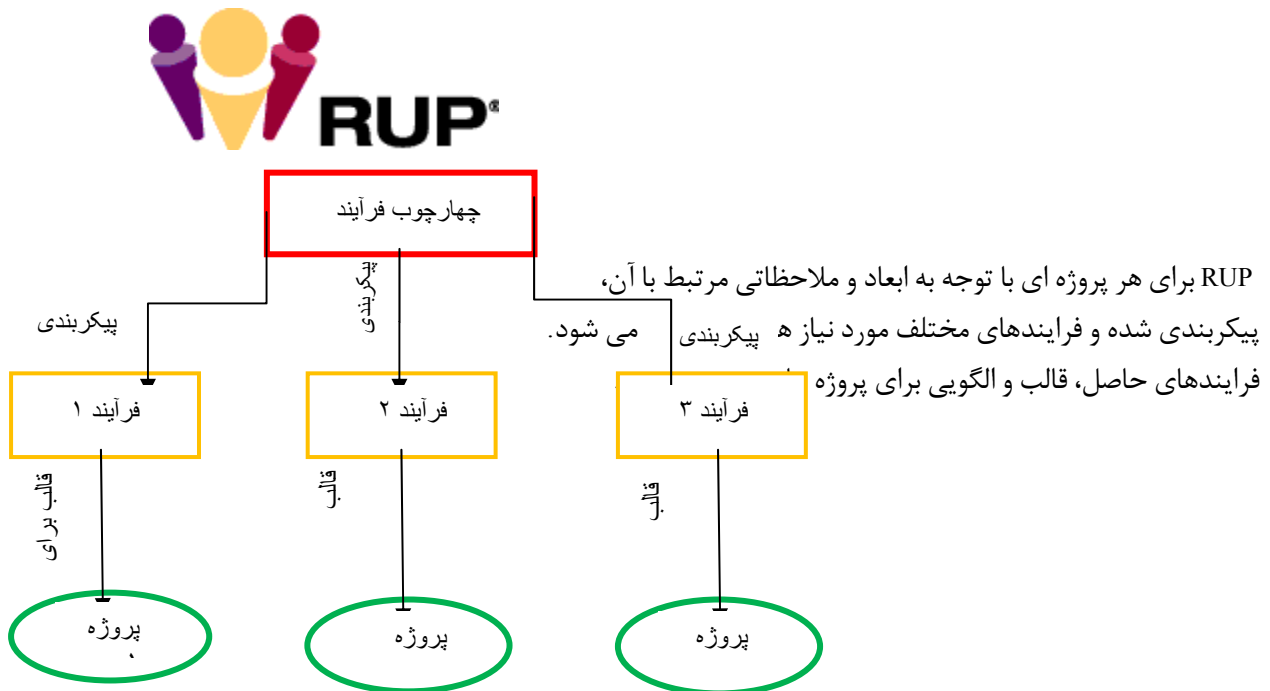 RUP®
چهارچوب فرآیند
RUP برای هر پروژه ای با توجه به ابعاد و ملاحظاتی مرتبط با آن،
پیکربندی شده و فرایندهای مختلف مورد نیاز می شود.
فرایندهای حاصل، قالب و الگویی برای پروژه
پیکربندی
پیکربندی
پیکربندی
فرآیند ۱
فرآیند ۲
فرآیند ۳
قالب برای
قالب
قالب
پروژه
پروژه
پروژه